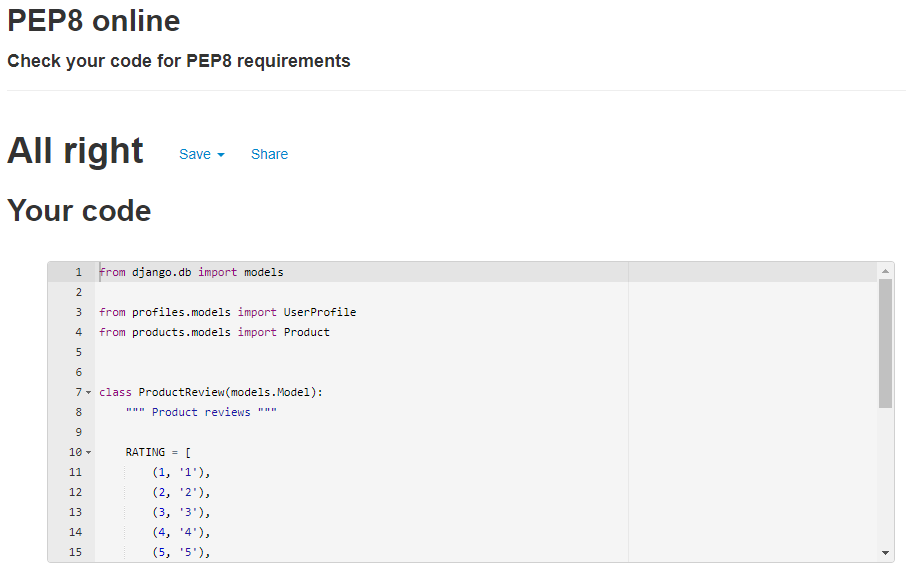 PEP8 online
Check your code for PEP8 requirements
All right Save Share
Your code
1 from django.db import models
2
3 from profiles.models import UserProfile
4 from products.models import Product
5
6
7 class ProductReview(models.Model):
8     """ Product reviews """
9
10     RATING = [
11         (1, '1'),
12         (2, '2'),
13         (3, '3'),
14         (4, '4'),
15         (5, '5'),